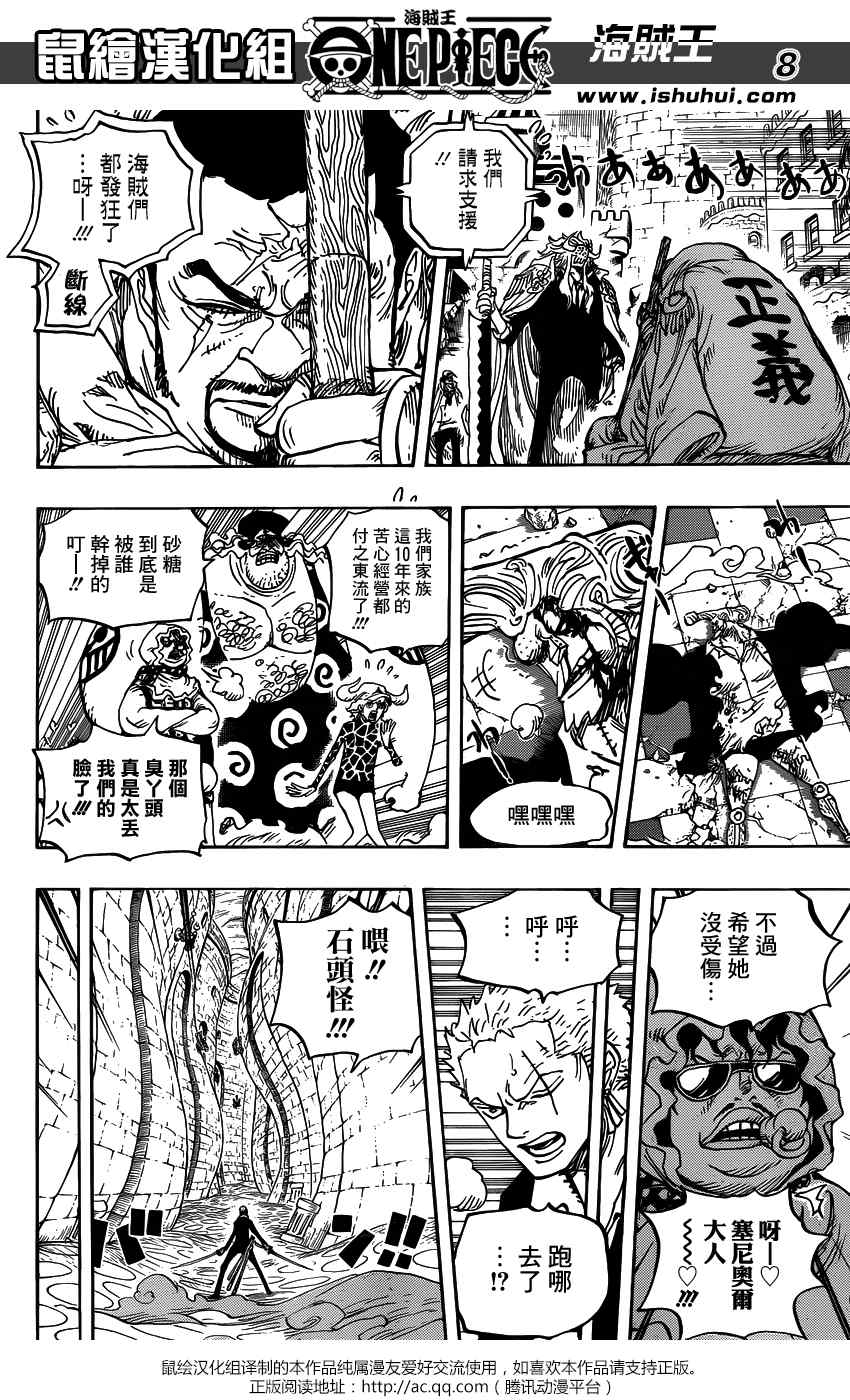 海賊王
鼠繪漢化組
ONE PIECE
海賊王
8
www.ishuhui.com
わあぁあぁ
ああ
正義
我們
請求支援
!!
海賊們
都發狂了
…呀ー!!!
斷線
嘿嘿嘿
我們家族
這10年來的
苦心經營都
付之東流了!
砂糖
到底是
被誰
幹掉的
叮ー!!
那個
臭丫頭
真是太丟
我們的
臉了!!!
不過
希望她
沒受傷…
呀ー♡
塞尼奧爾
大人
~~♡!!!
呼…
呼…
跑哪
去了
…!?
喂!!
石頭怪!!!
鼠绘汉化组译制的本作品纯属漫友爱好交流使用，如喜欢本作品请支持正版。
正版阅读地址：http://ac.qq.com（腾讯动漫平台）